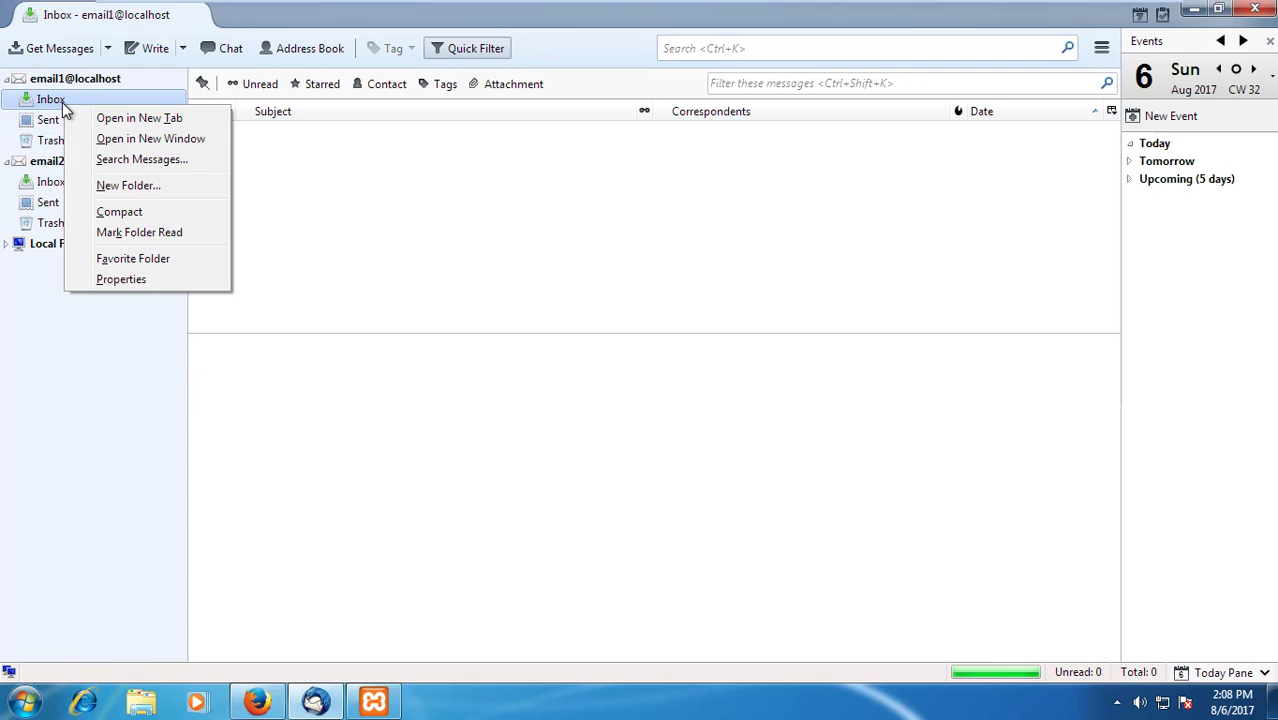 Inbox - email1@localhost
Get Messages Write Chat Address Book Tag Quick Filter Search <Ctrl+K>
Events
6 Sun Aug 2017 CW 32
New Event
Today
Tomorrow
Upcoming (5 days)
email1@localhost
Inbox
Sent
Trash
email2
Inbox
Sent
Trash
Local F
Unread Starred Contact Tags Attachment Filter these messages <Ctrl+Shift+K>
Subject Correspondents Date
Open in New Tab
Open in New Window
Search Messages...
New Folder...
Compact
Mark Folder Read
Favorite Folder
Properties
Unread: 0 Total: 0 6 Today Pane
2:08 PM
8/6/2017